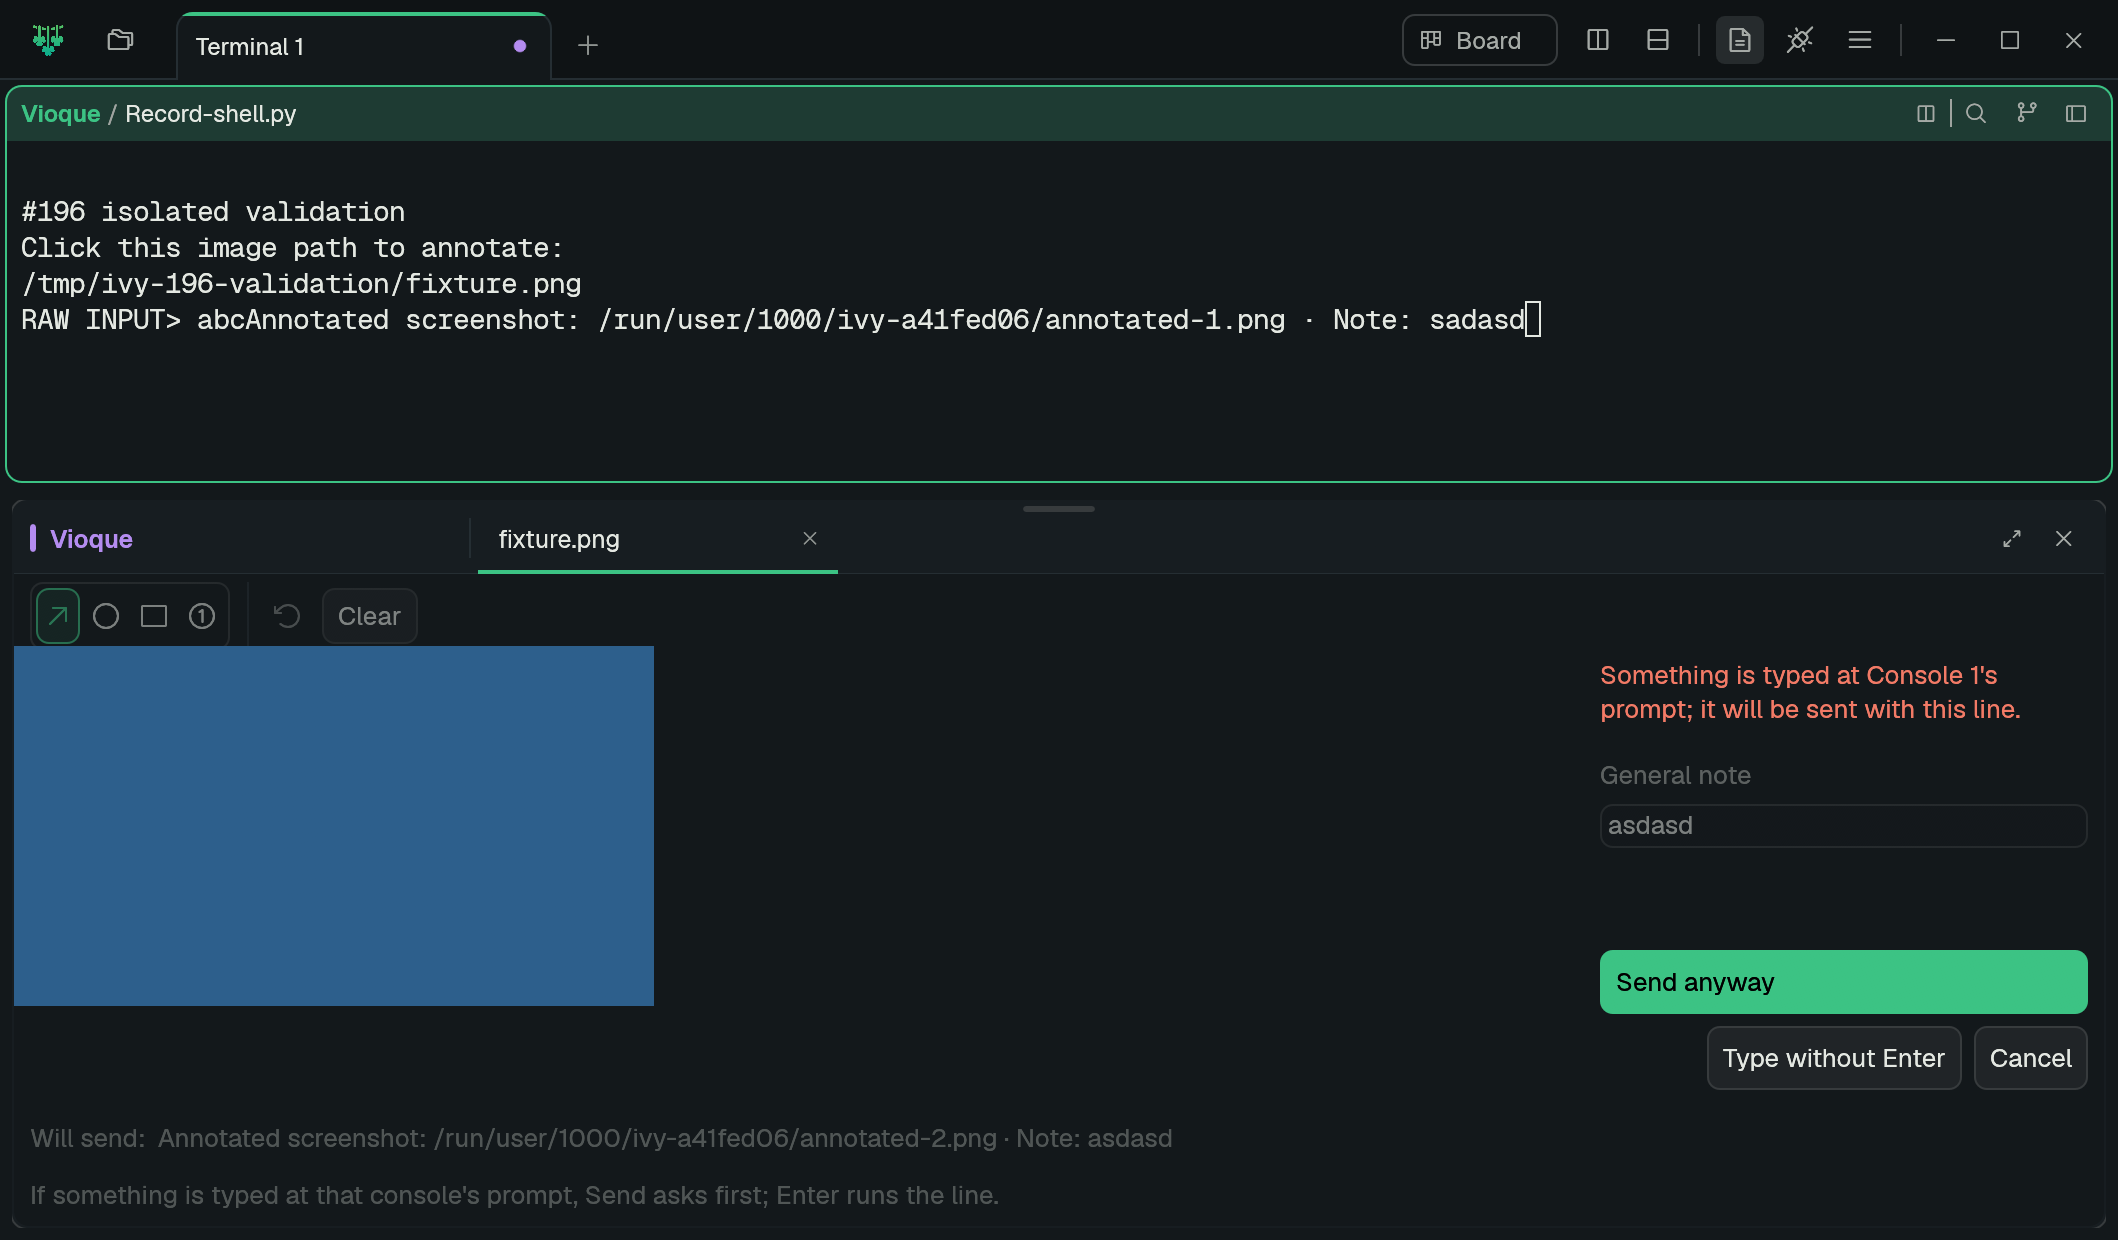 Terminal 1
Board
Vioque / Record-shell.py
#196 isolated validation
Click this image path to annotate:
/tmp/ivy-196-validation/fixture.png
RAW INPUT> abcAnnotated screenshot: /run/user/1000/ivy-a41fed06/annotated-1.png · Note: sadasd
Vioque
fixture.png
1
Clear
Something is typed at Console 1's
prompt; it will be sent with this line.
General note
asdasd
Send anyway
Type without Enter
Cancel
Will send: Annotated screenshot: /run/user/1000/ivy-a41fed06/annotated-2.png · Note: asdasd
If something is typed at that console's prompt, Send asks first; Enter runs the line.